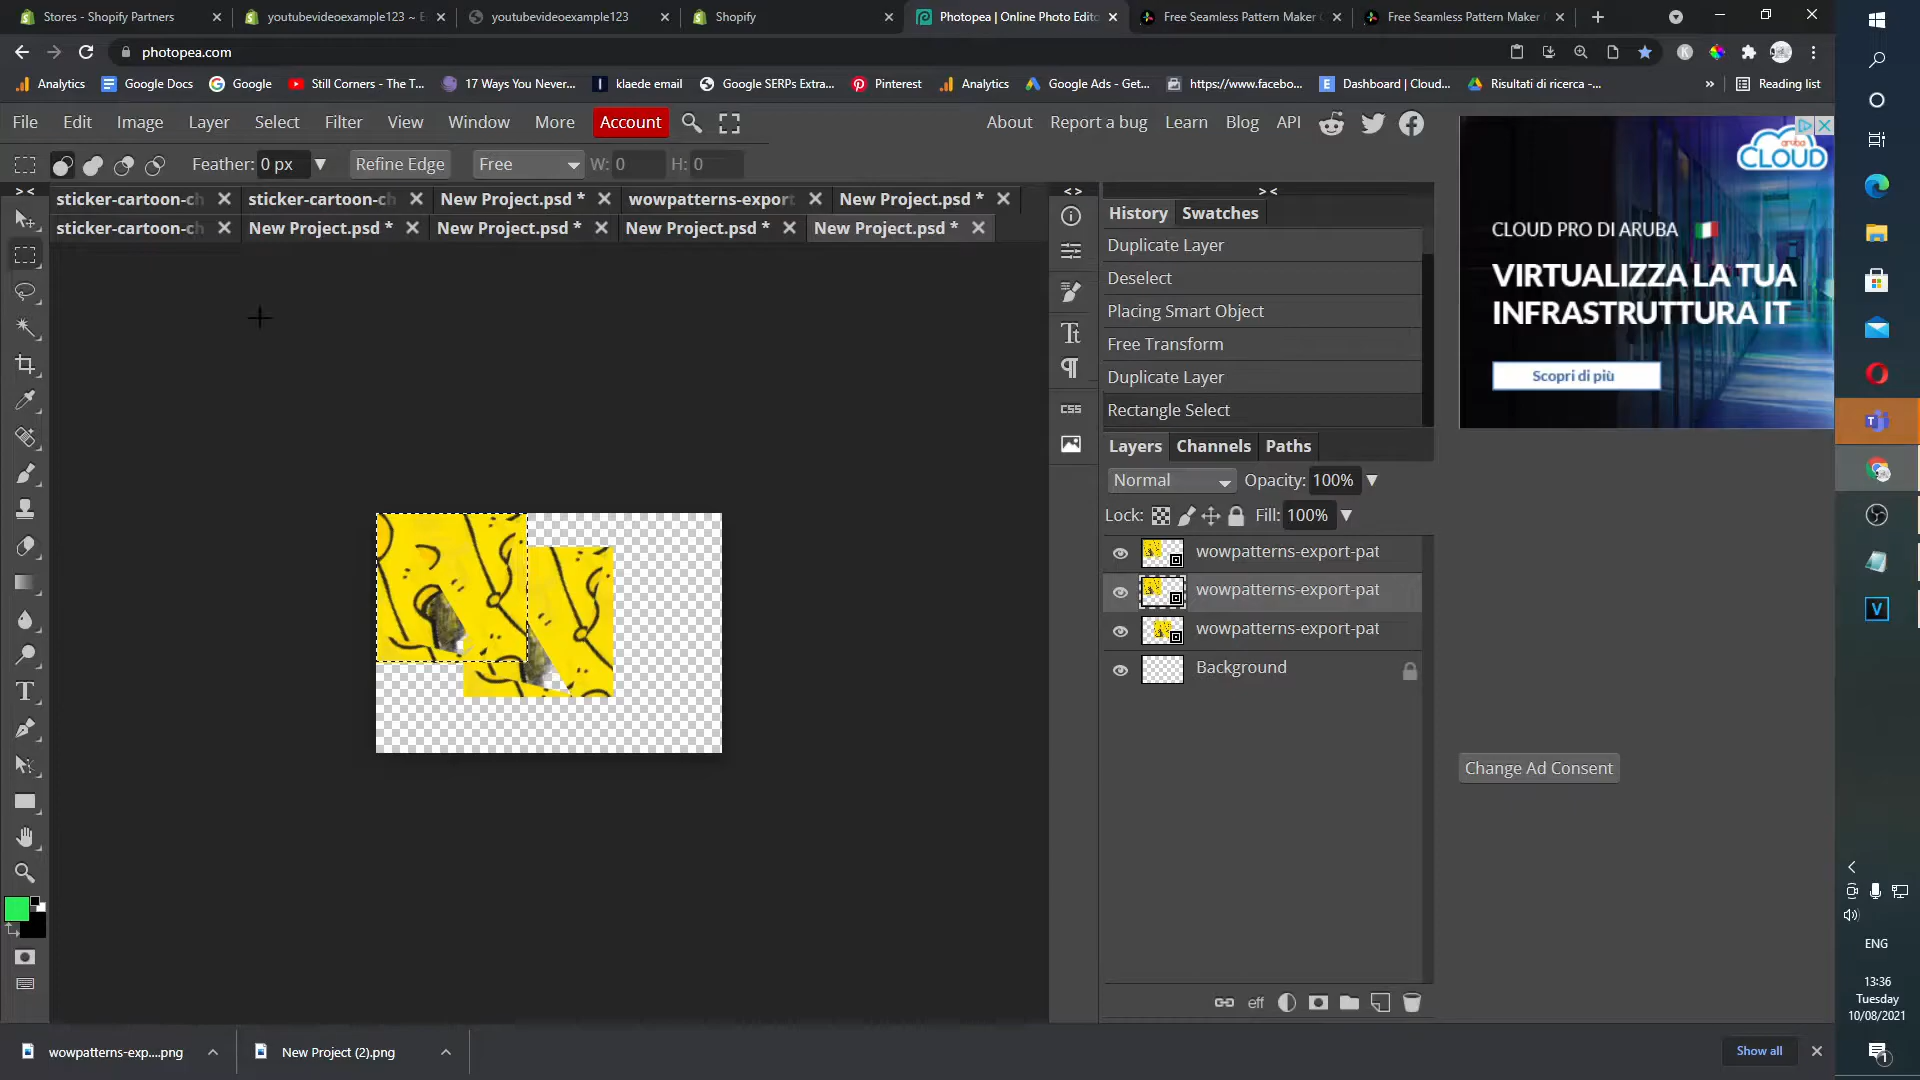 Stores - Shopify Partners
youtubevideoexample123 ~ E
youtubevideoexample123
Shopify
Photopea | Online Photo Edito
Free Seamless Pattern Maker
Free Seamless Pattern Maker
photopea.com
Analytics
Google Docs
Google
Still Corners - The T...
17 Ways You Never...
klaede email
Google SERPs Extra...
Pinterest
Analytics
Google Ads - Get...
https://www.facebo...
Dashboard | Cloud...
Risultati di ricerca -...
»
Reading list
File
Edit
Image
Layer
Select
Filter
View
Window
More
Account
About
Report a bug
Learn
Blog
API
Feather: 0 px
Refine Edge
Free
W: 0
H: 0
sticker-cartoon-ch
sticker-cartoon-ch
New Project.psd *
wowpatterns-export
New Project.psd *
sticker-cartoon-ch
New Project.psd *
New Project.psd *
New Project.psd *
New Project.psd *
> <
< >
> <
History
Swatches
Duplicate Layer
Deselect
Placing Smart Object
Free Transform
Duplicate Layer
Rectangle Select
CSS
Layers
Channels
Paths
Normal
Opacity: 100%
Lock:
Fill: 100%
wowpatterns-export-pat
wowpatterns-export-pat
wowpatterns-export-pat
Background
eff
aruba
CLOUD
CLOUD PRO DI ARUBA
VIRTUALIZZA LA TUA
INFRASTRUTTURA IT
Scopri di più
Change Ad Consent
ENG
13:36
Tuesday
10/08/2021
wowpatterns-exp....png
New Project (2).png
Show all